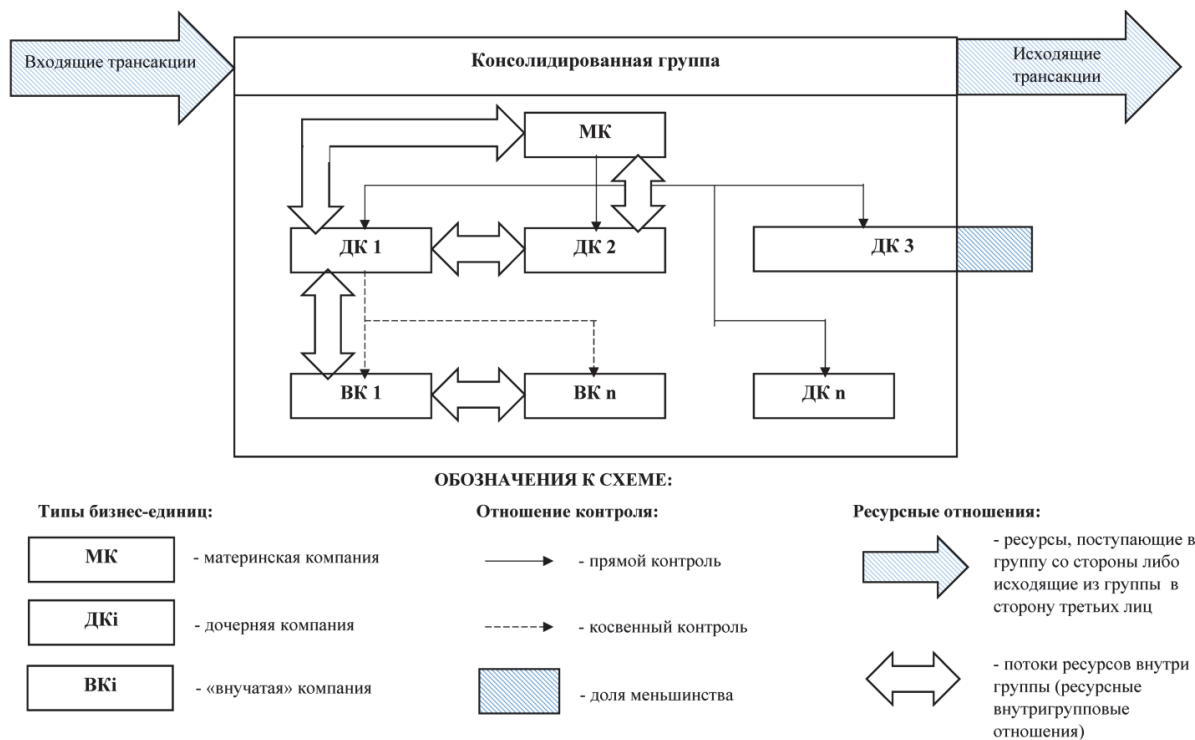 Входящие трансакции
Консолидированная группа
Исходящие
трансакции
МК
ДК 1
ДК 2
ДК 3
ВК 1
ВК n
ДК n
ОБОЗНАЧЕНИЯ К СХЕМЕ:
Типы бизнес-единиц:
МК
- материнская компания
ДКi
- дочерняя компания
ВКi
- «внучатая» компания
Отношение контроля:
- прямой контроль
- косвенный контроль
- доля меньшинства
Ресурсные отношения:
- ресурсы, поступающие в
группу со стороны либо
исходящие из группы в
сторону третьих лиц
- потоки ресурсов внутри
группы (ресурсные
внутригрупповые
отношения)